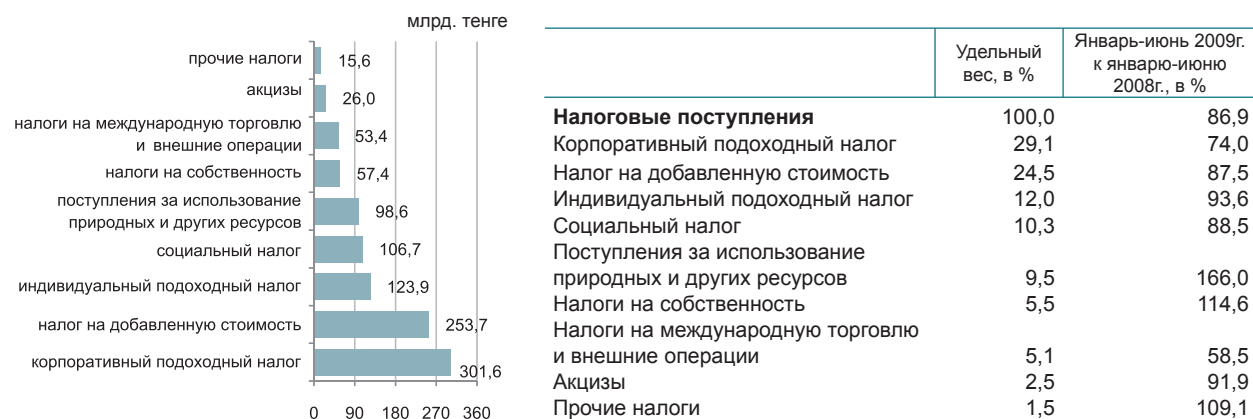 млрд. тенге
прочие налоги 15,6
акцизы 26,0
налоги на международную торговлю
и внешние операции 53,4
налоги на собственность 57,4
поступления за использование
природных и других ресурсов 98,6
социальный налог 106,7
индивидуальный подоходный налог 123,9
налог на добавленную стоимость 253,7
корпоративный подоходный налог 301,6
0 90 180 270 360
Удельный
вес, в %
Январь-июнь 2009г.
к январю-июню
2008г., в %
Налоговые поступления 100,0 86,9
Корпоративный подоходный налог 29,1 74,0
Налог на добавленную стоимость 24,5 87,5
Индивидуальный подоходный налог 12,0 93,6
Социальный налог 10,3 88,5
Поступления за использование
природных и других ресурсов 9,5 166,0
Налоги на собственность 5,5 114,6
Налоги на международную торговлю
и внешние операции 5,1 58,5
Акцизы 2,5 91,9
Прочие налоги 1,5 109,1